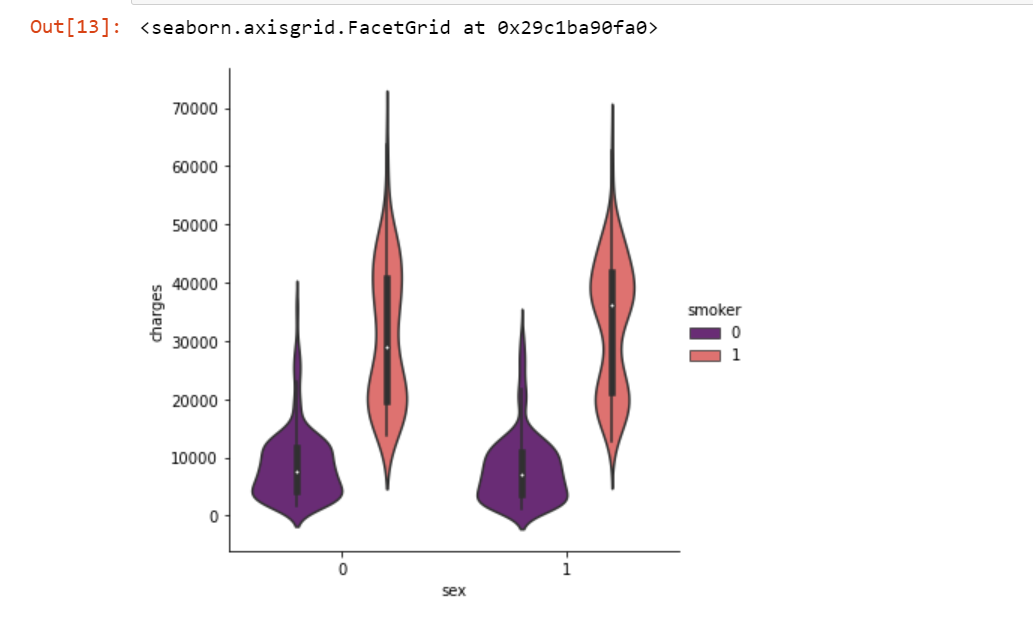 Out[13]: <seaborn.axisgrid.FacetGrid at 0x29c1ba90fa0>
70000
60000
50000
40000
30000
20000
10000
0
charges
0 1
sex
smoker
0
1